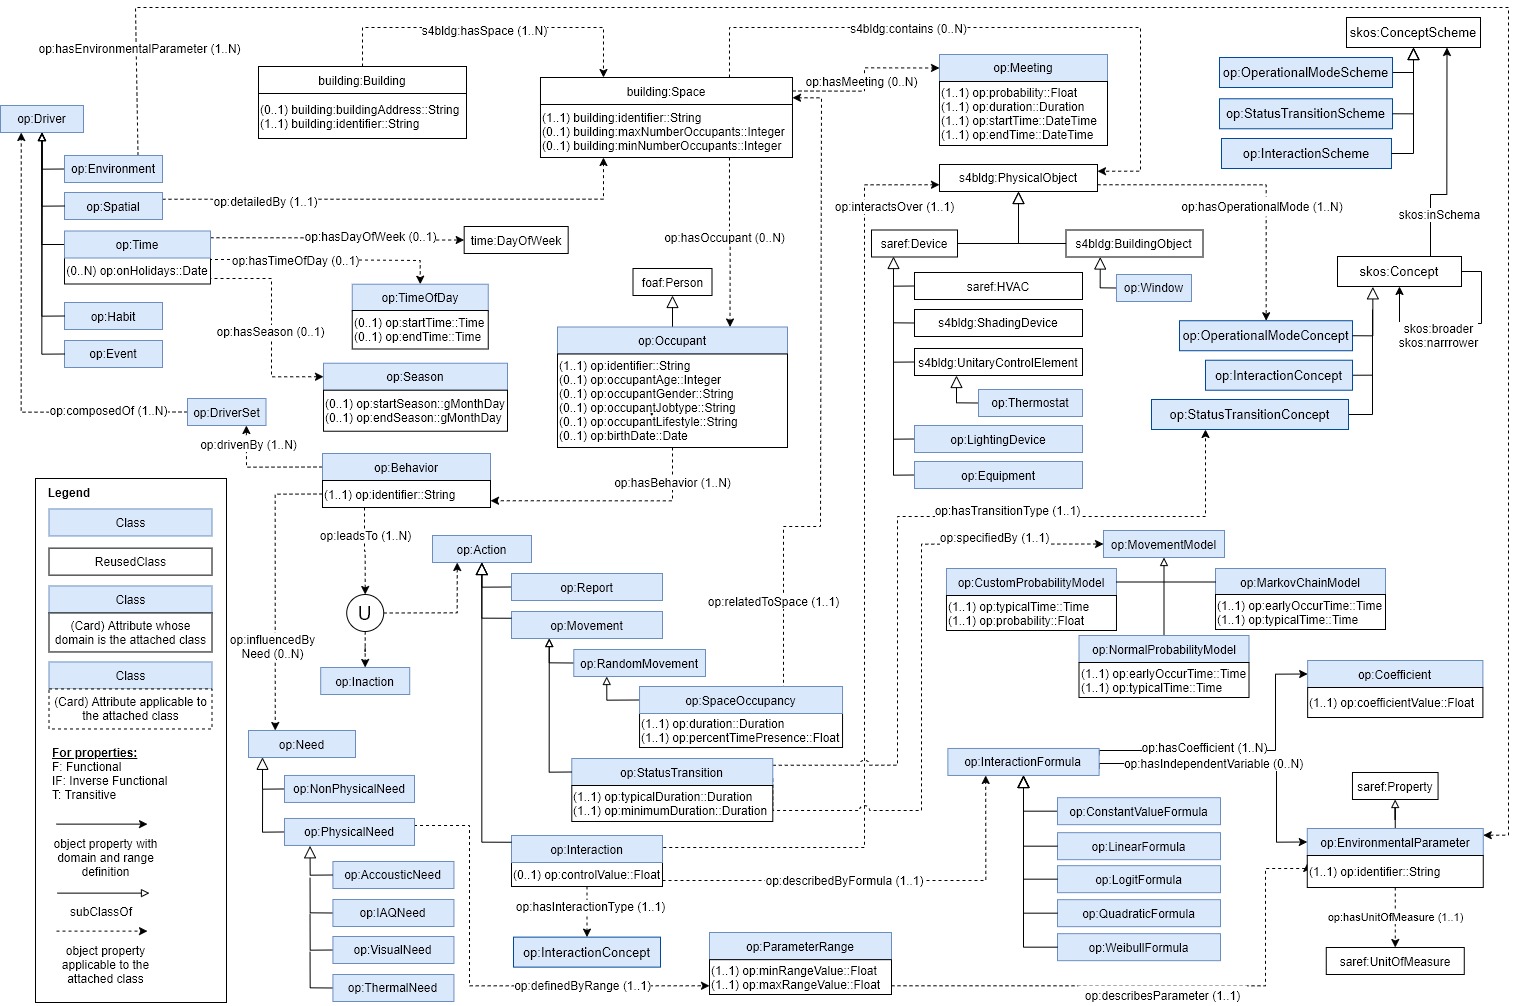 op:hasEnvironmentalParameter (1..N)
s4bldg:hasSpace (1..N)
s4bldg:contains (0..N)
skos:ConceptScheme
op:OperationalModeScheme
op:StatusTransitionScheme
op:InteractionScheme
building:Building
(0..1) building:buildingAddress::String
(1..1) building:identifier::String
building:Space
(1..1) building:identifier::String
(0..1) building:maxNumberOccupants::Integer
(0..1) building:minNumberOccupants::Integer
op:hasMeeting (0..N)
op:Meeting
(1..1) op:probability::Float
(1..1) op:duration::Duration
(1..1) op:startTime::DateTime
(1..1) op:endTime::DateTime
op:Driver
op:Environment
op:Spatial
op:detailedBy (1..1)
op:Time
(0..N) op:onHolidays::Date
op:hasDayOfWeek (0..1)
time:DayOfWeek
op:hasTimeOfDay (0..1)
op:TimeOfDay
(0..1) op:startTime::Time
(0..1) op:endTime::Time
op:hasSeason (0..1)
op:Habit
op:Event
op:Season
(0..1) op:startSeason::gMonthDay
(0..1) op:endSeason::gMonthDay
op:composedOf (1..N)
op:DriverSet
op:drivenBy (1..N)
op:hasOccupant (0..N)
foaf:Person
op:Occupant
(1..1) op:identifier::String
(0..1) op:occupantAge::Integer
(0..1) op:occupantGender::String
(0..1) op:occupantJobtype::String
(0..1) op:occupantLifestyle::String
(0..1) op:birthDate::Date
op:hasBehavior (1..N)
op:Behavior
(1..1) op:identifier::String
op:leadsTo (1..N)
s4bldg:PhysicalObject
op:interactsOver (1..1)
op:hasOperationalMode (1..N)
saref:Device
s4bldg:BuildingObject
op:Window
saref:HVAC
s4bldg:ShadingDevice
s4bldg:UnitaryControlElement
op:Thermostat
op:LightingDevice
op:Equipment
skos:inSchema
skos:Concept
skos:broader
skos:narrrower
op:OperationalModeConcept
op:InteractionConcept
op:StatusTransitionConcept
Legend
Class
ReusedClass
Class
(Card) Attribute whose
domain is the attached class
Class
(Card) Attribute applicable to
the attached class
For properties:
F: Functional
IF: Inverse Functional
T: Transitive
object property with
domain and range
definition
subClassOf
object property
applicable to the
attached class
U
op:Inaction
op:influencedBy
Need (0..N)
op:Action
op:Report
op:Movement
op:RandomMovement
op:SpaceOccupancy
(1..1) op:duration::Duration
(1..1) op:percentTimePresence::Float
op:relatedToSpace (1..1)
op:StatusTransition
(1..1) op:typicalDuration::Duration
(1..1) op:minimumDuration::Duration
op:hasTransitionType (1..1)
op:specifiedBy (1..1)
op:MovementModel
op:CustomProbabilityModel
(1..1) op:typicalTime::Time
(1..1) op:probability::Float
op:MarkovChainModel
(1..1) op:earlyOccurTime::Time
(1..1) op:typicalTime::Time
op:NormalProbabilityModel
(1..1) op:earlyOccurTime::Time
(1..1) op:typicalTime::Time
op:Coefficient
(1..1) op:coefficientValue::Float
op:Need
op:NonPhysicalNeed
op:PhysicalNeed
op:AccousticNeed
op:IAQNeed
op:VisualNeed
op:ThermalNeed
op:Interaction
(0..1) op:controlValue::Float
op:hasInteractionType (1..1)
op:InteractionConcept
op:describedByFormula (1..1)
op:InteractionFormula
op:hasCoefficient (1..N)
op:hasIndependentVariable (0..N)
op:ConstantValueFormula
op:LinearFormula
op:LogitFormula
op:QuadraticFormula
op:WeibullFormula
saref:Property
op:EnvironmentalParameter
(1..1) op:identifier::String
op:hasUnitOfMeasure (1..1)
saref:UnitOfMeasure
op:definedByRange (1..1)
op:ParameterRange
(1..1) op:minRangeValue::Float
(1..1) op:maxRangeValue::Float
op:describesParameter (1..1)